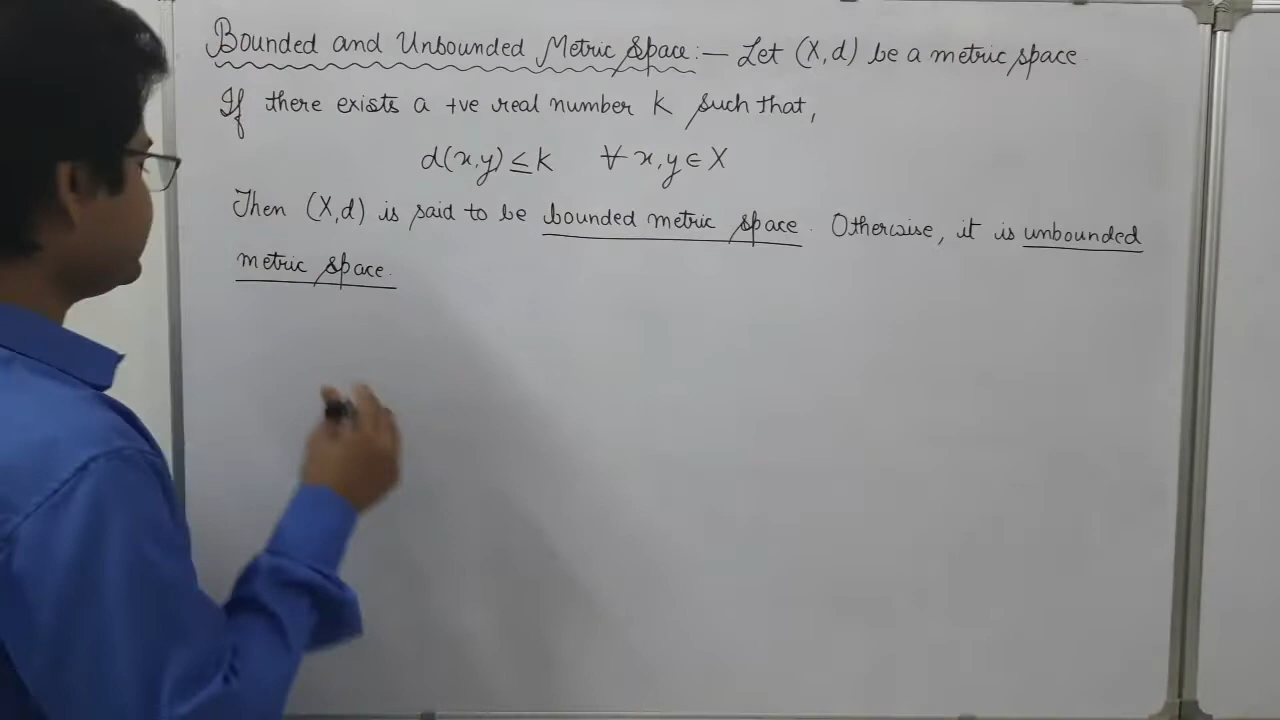 Bounded and Unbounded Metric Space:— Let (X,d) be a metric space
If there exists a +ve real number k such that,
d(x,y) ≤ k ∀ x,y ∈ X
Then (X,d) is said to be bounded metric space. Otherwise, it is unbounded
metric space.